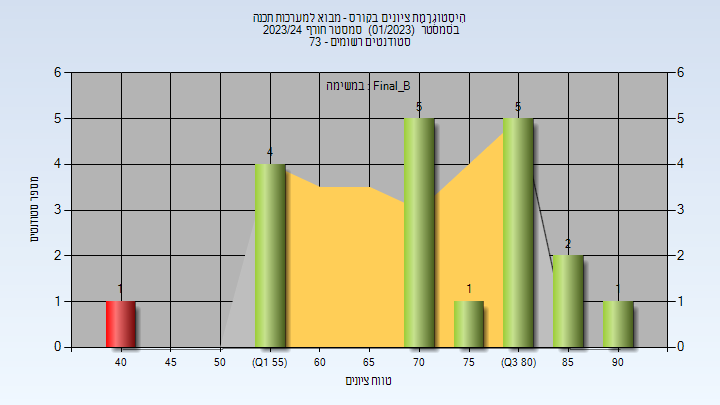 היסטוגרמת ציונים בקורס - מבוא למערכות תכנה
בסמסטר (01/2023) סמסטר חורף 2023/24
סטודנטים רשומים - 73
במשימה : Final_B
מספר סטודנטים
6 6
5 5
4 4
3 3
2 2
1 1
0 0
1 4 5 1 5 2 1
40 45 50 (Q1 55) 60 65 70 75 (Q3 80) 85 90
טווח ציונים